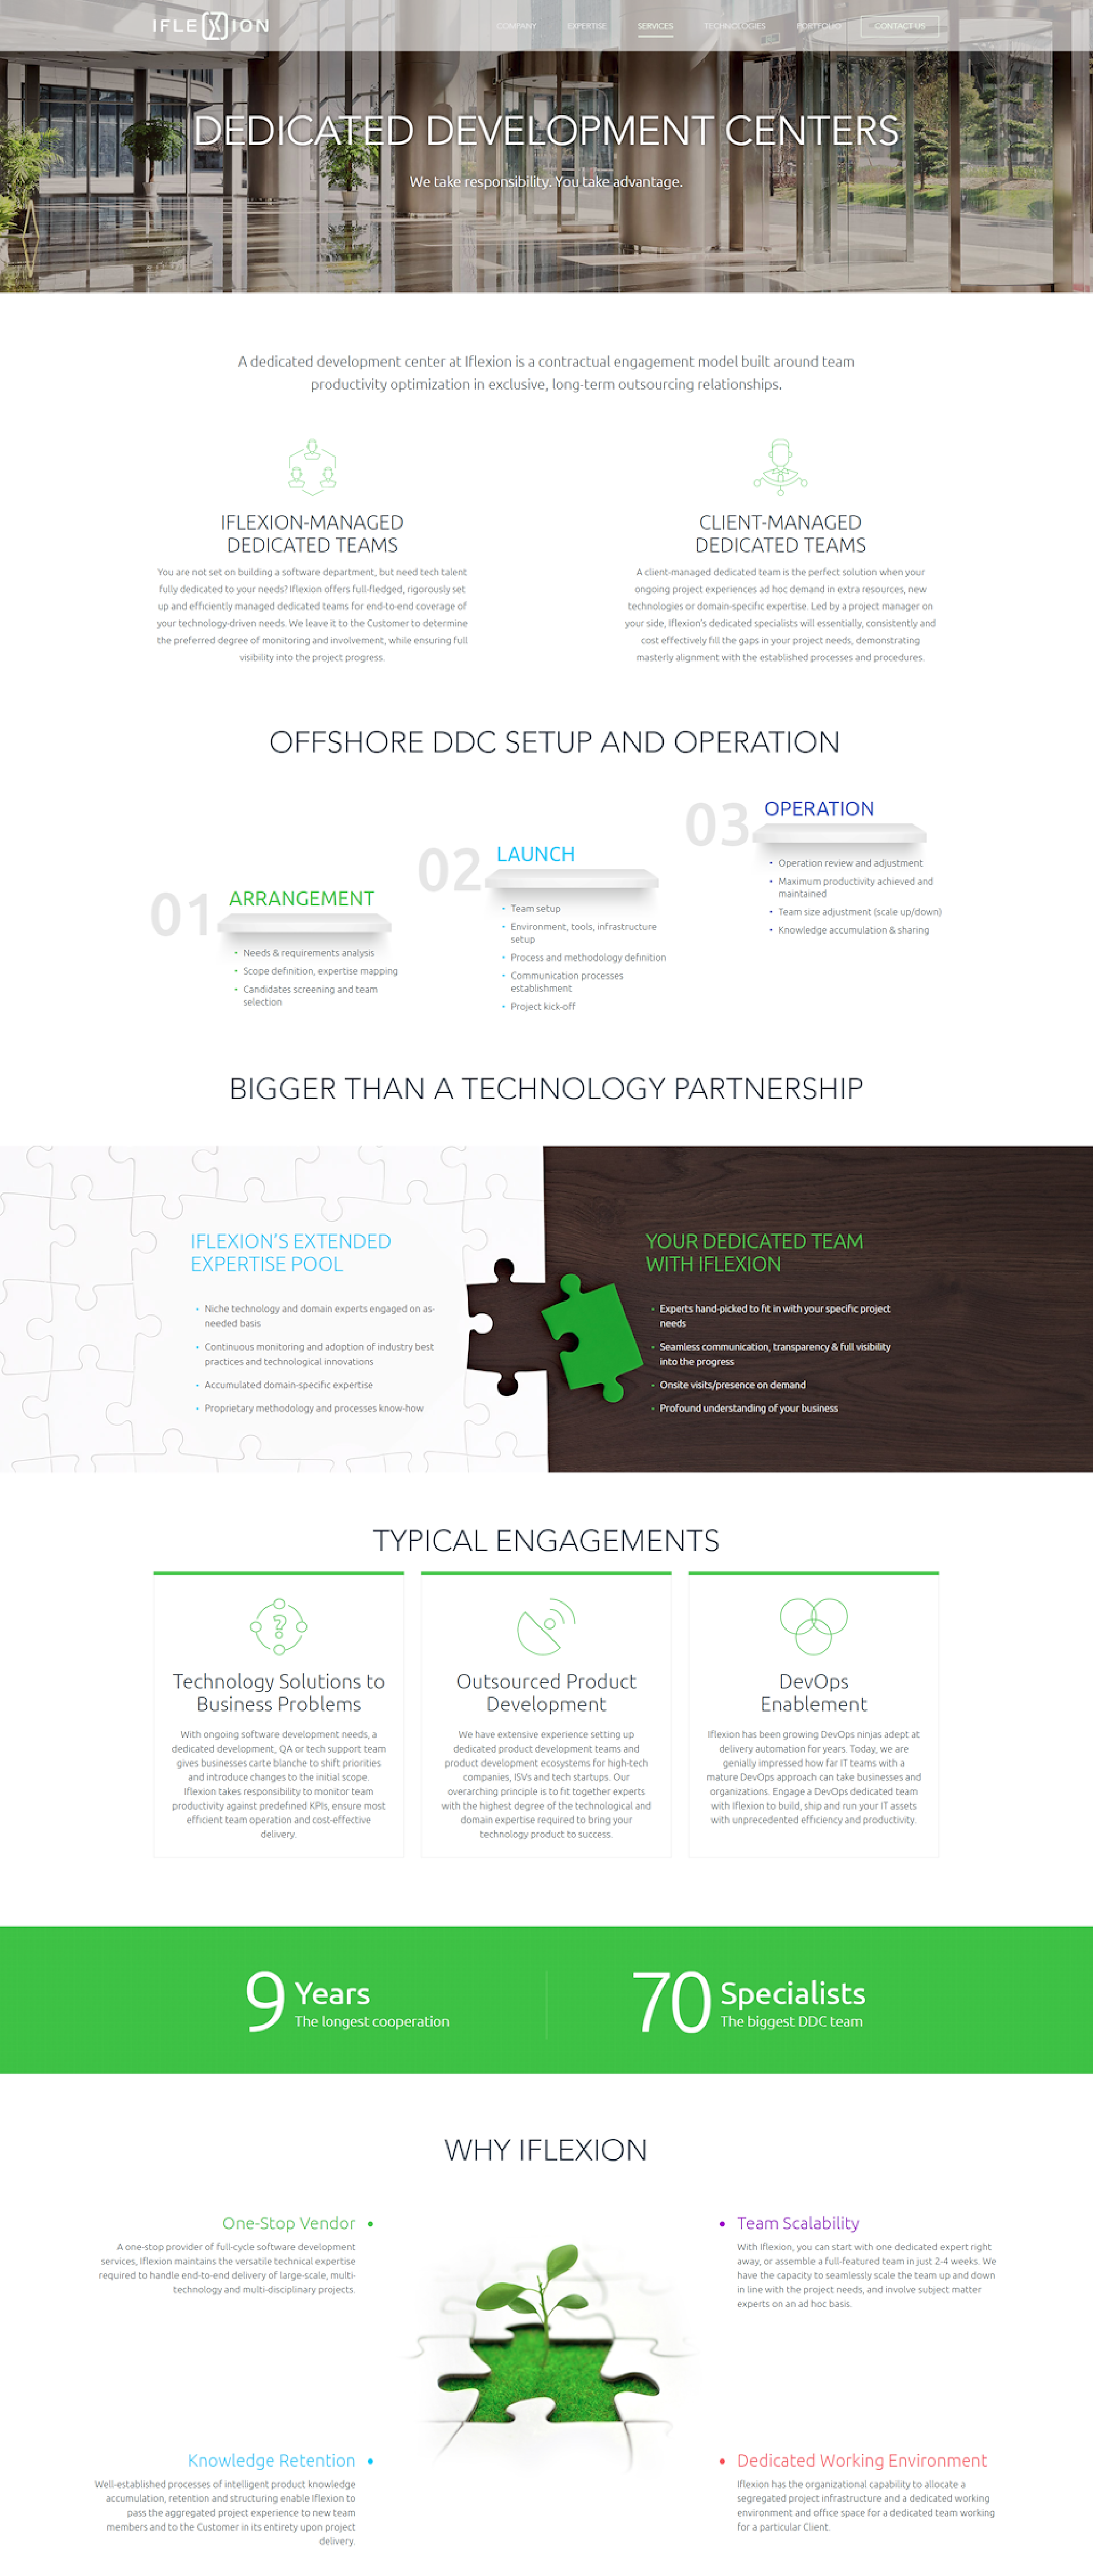 IFLEXION
COMPANY
EXPERTISE
SERVICES
TECHNOLOGIES
PORTFOLIO
CONTACT US
DEDICATED DEVELOPMENT CENTERS
We take responsibility. You take advantage.
A dedicated development center at Iflexion is a contractual engagement model built around team
productivity optimization in exclusive, long-term outsourcing relationships.
IFLEXION-MANAGED
DEDICATED TEAMS
You are not set on building a software department, but need tech talent
fully dedicated to your needs? Iflexion offers full-fledged, rigorously set
up and efficiently managed dedicated teams for end-to-end coverage of
your technology-driven needs. We leave it to the Customer to determine
the preferred degree of monitoring and involvement, while ensuring full
visibility into the project progress.
CLIENT-MANAGED
DEDICATED TEAMS
A client-managed dedicated team is the perfect solution when your
ongoing project experiences ad hoc demand in extra resources, new
technologies or domain-specific expertise. Led by a project manager on
your side, Iflexion's dedicated specialists will essentially, consistently and
cost effectively fill the gaps in your project needs, demonstrating
masterly alignment with the established processes and procedures.
OFFSHORE DDC SETUP AND OPERATION
01
ARRANGEMENT
• Needs & requirements analysis
• Scope definition, expertise mapping
• Candidates screening and team
selection
02
LAUNCH
• Team setup
• Environment, tools, infrastructure
setup
• Process and methodology definition
• Communication processes
establishment
• Project kick-off
03
OPERATION
• Operation review and adjustment
• Maximum productivity achieved and
maintained
• Team size adjustment (scale up/down)
• Knowledge accumulation & sharing
BIGGER THAN A TECHNOLOGY PARTNERSHIP
IFLEXION'S EXTENDED
EXPERTISE POOL
• Niche technology and domain experts engaged on as-
needed basis
• Continuous monitoring and adoption of industry best
practices and technological innovations
• Accumulated domain-specific expertise
• Proprietary methodology and processes know-how
YOUR DEDICATED TEAM
WITH IFLEXION
• Experts hand-picked to fit in with your specific project
needs
• Seamless communication, transparency & full visibility
into the progress
• Onsite visits/presence on demand
• Profound understanding of your business
TYPICAL ENGAGEMENTS
Technology Solutions to
Business Problems
With ongoing software development needs, a
dedicated development, QA or tech support team
gives businesses carte blanche to shift priorities
and introduce changes to the initial scope.
Iflexion takes responsibility to monitor team
productivity against predefined KPIs, ensure most
efficient team operation and cost-effective
delivery.
Outsourced Product
Development
We have extensive experience setting up
dedicated product development teams and
product development ecosystems for high-tech
companies, ISVs and tech startups. Our
overarching principle is to fit together experts
with the highest degree of the technological and
domain expertise required to bring your
technology product to success.
DevOps
Enablement
Iflexion has been growing DevOps ninjas adept at
delivery automation for years. Today, we are
genially impressed how far IT teams with a
mature DevOps approach can take businesses and
organizations. Engage a DevOps dedicated team
with Iflexion to build, ship and run your IT assets
with unprecedented efficiency and productivity.
9 Years
The longest cooperation
70 Specialists
The biggest DDC team
WHY IFLEXION
One-Stop Vendor •
A one-stop provider of full-cycle software development
services, Iflexion maintains the versatile technical expertise
required to handle end-to-end delivery of large-scale, multi-
technology and multi-disciplinary projects.
• Team Scalability
With Iflexion, you can start with one dedicated expert right
away, or assemble a full-featured team in just 2-4 weeks. We
have the capacity to seamlessly scale the team up and down
in line with the project needs, and involve subject matter
experts on an ad hoc basis.
Knowledge Retention •
Well-established processes of intelligent product knowledge
accumulation, retention and structuring enable Iflexion to
pass the aggregated project experience to new team
members and to the Customer in its entirety upon project
delivery.
• Dedicated Working Environment
Iflexion has the organizational capability to allocate a
segregated project infrastructure and a dedicated working
environment and office space for a dedicated team working
for a particular Client.